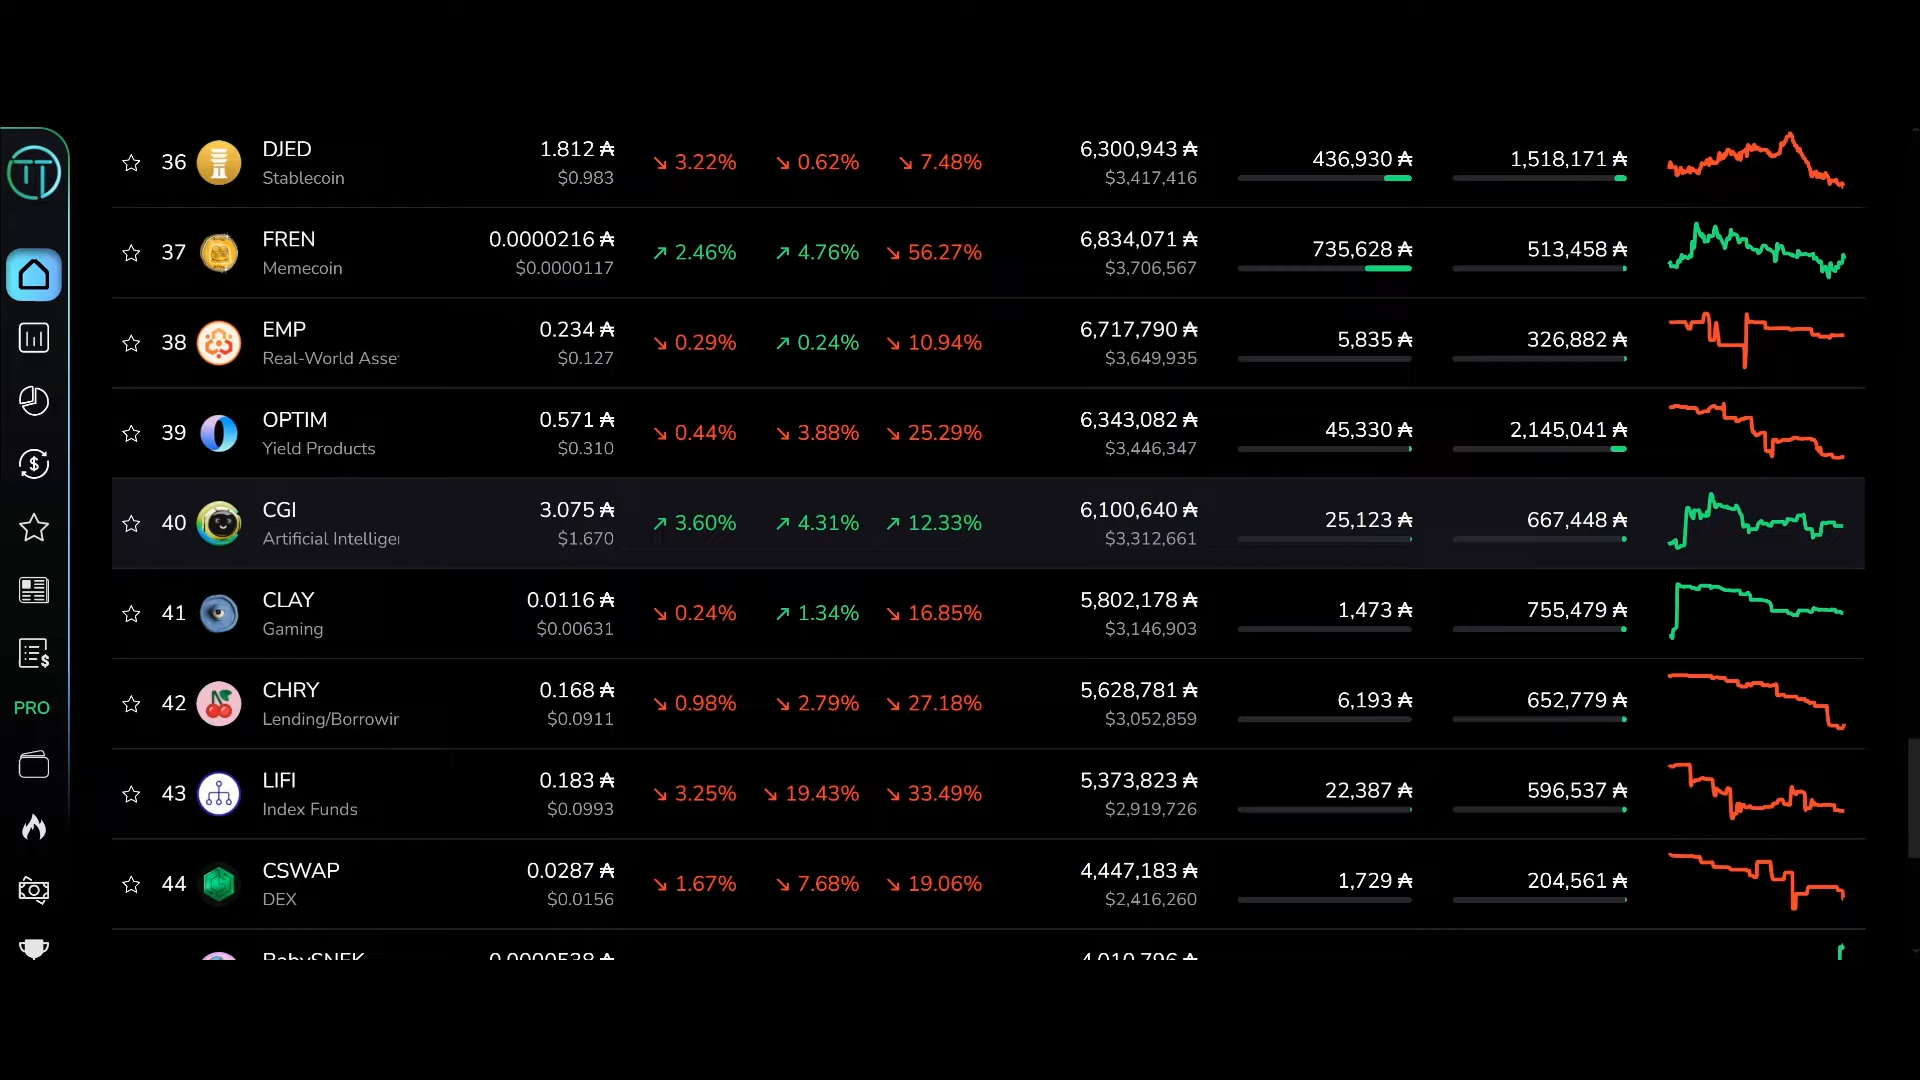 TT
PRO
36 DJED 1.812 ₳ ↘ 3.22% ↘ 0.62% ↘ 7.48% 6,300,943 ₳ 436,930 ₳ 1,518,171 ₳
Stablecoin $0.983 $3,417,416
37 FREN 0.0000216 ₳ ↗ 2.46% ↗ 4.76% ↘ 56.27% 6,834,071 ₳ 735,628 ₳ 513,458 ₳
Memecoin $0.0000117 $3,706,567
38 EMP 0.234 ₳ ↘ 0.29% ↗ 0.24% ↘ 10.94% 6,717,790 ₳ 5,835 ₳ 326,882 ₳
Real-World Asse $0.127 $3,649,935
39 OPTIM 0.571 ₳ ↘ 0.44% ↘ 3.88% ↘ 25.29% 6,343,082 ₳ 45,330 ₳ 2,145,041 ₳
Yield Products $0.310 $3,446,347
40 CGI 3.075 ₳ ↗ 3.60% ↗ 4.31% ↗ 12.33% 6,100,640 ₳ 25,123 ₳ 667,448 ₳
Artificial Intellige $1.670 $3,312,661
41 CLAY 0.0116 ₳ ↘ 0.24% ↗ 1.34% ↘ 16.85% 5,802,178 ₳ 1,473 ₳ 755,479 ₳
Gaming $0.00631 $3,146,903
42 CHRY 0.168 ₳ ↘ 0.98% ↘ 2.79% ↘ 27.18% 5,628,781 ₳ 6,193 ₳ 652,779 ₳
Lending/Borrowir $0.0911 $3,052,859
43 LIFI 0.183 ₳ ↘ 3.25% ↘ 19.43% ↘ 33.49% 5,373,823 ₳ 22,387 ₳ 596,537 ₳
Index Funds $0.0993 $2,919,726
44 CSWAP 0.0287 ₳ ↘ 1.67% ↘ 7.68% ↘ 19.06% 4,447,183 ₳ 1,729 ₳ 204,561 ₳
DEX $0.0156 $2,416,260
BabySNEK 0.0000538 ₳ 4,010,796 ₳